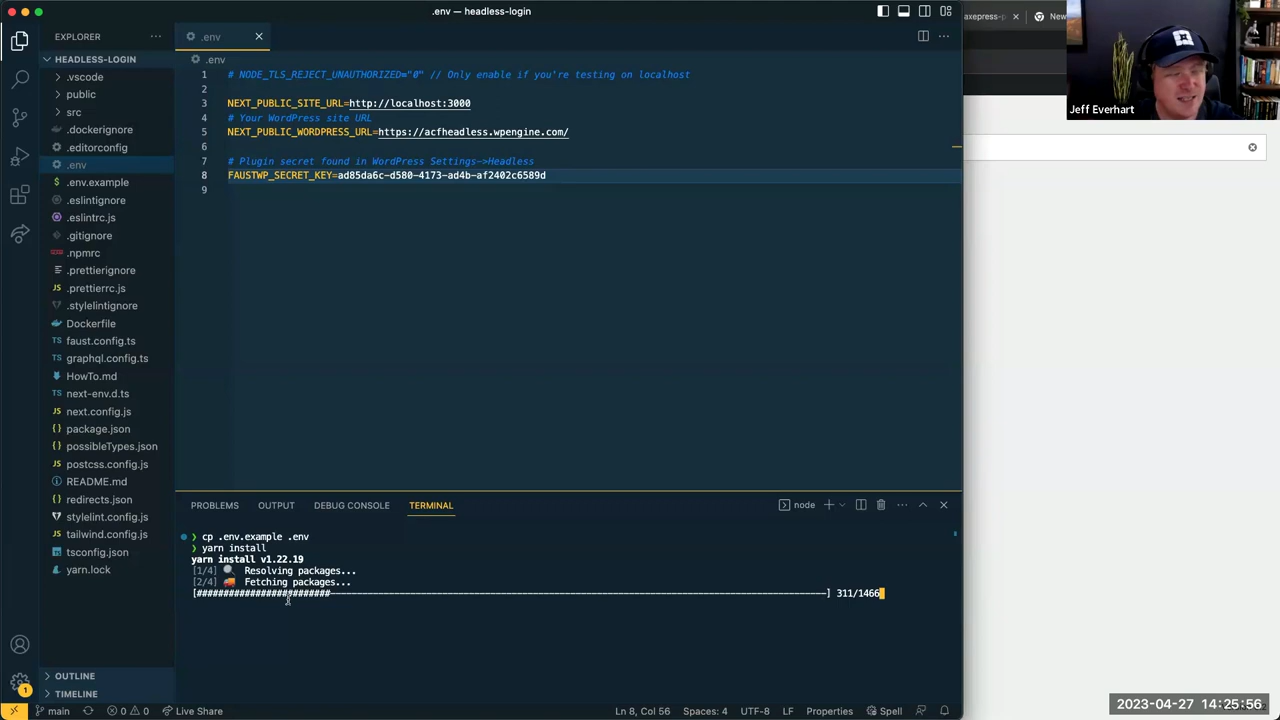 .env — headless-login
axepress-p
New
EXPLORER
HEADLESS-LOGIN
.vscode
public
src
.dockerignore
.editorconfig
.env
.env.example
.eslintignore
.eslintrc.js
.gitignore
.npmrc
.prettierignore
.prettierrc.js
.stylelintignore
Dockerfile
faust.config.ts
graphql.config.ts
HowTo.md
next-env.d.ts
next.config.js
package.json
possibleTypes.json
postcss.config.js
README.md
redirects.json
stylelint.config.js
tailwind.config.js
tsconfig.json
yarn.lock
OUTLINE
TIMELINE
.env
.env
1 # NODE_TLS_REJECT_UNAUTHORIZED="0" // Only enable if you're testing on localhost
2
3 NEXT_PUBLIC_SITE_URL=http://localhost:3000
4 # Your WordPress site URL
5 NEXT_PUBLIC_WORDPRESS_URL=https://acfheadless.wpengine.com/
6
7 # Plugin secret found in WordPress Settings->Headless
8 FAUSTWP_SECRET_KEY=ad85da6c-d580-4173-ad4b-af2402c6589d
9
PROBLEMS OUTPUT DEBUG CONSOLE TERMINAL
node
❯ cp .env.example .env
❯ yarn install
yarn install v1.22.19
[1/4] 🔍 Resolving packages...
[2/4] 🚚 Fetching packages...
311/1466
Jeff Everhart
1
main 0 0 Live Share
Ln 8, Col 56 Spaces: 4 UTF-8 LF Properties Spell
2023-04-27 14:25:56